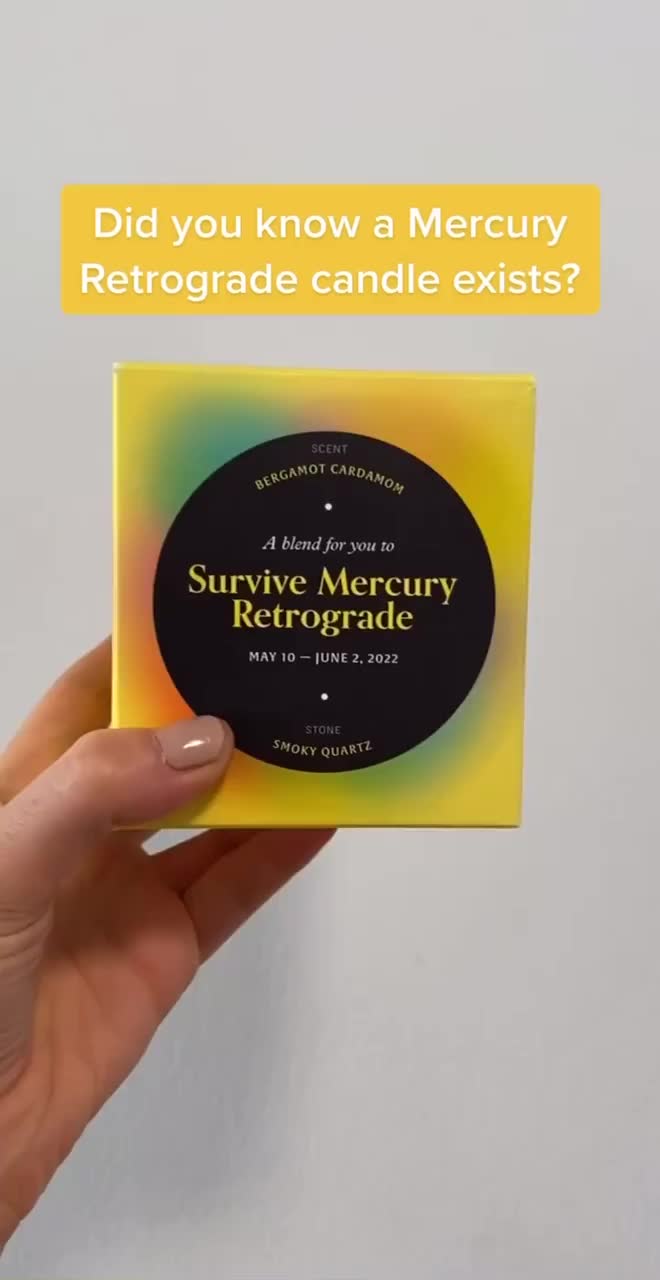 Did you know a Mercury
Retrograde candle exists?
SCENT
BERGAMOT CARDAMOM
A blend for you to
Survive Mercury
Retrograde
MAY 10 — JUNE 2, 2022
STONE
SMOKY QUARTZ